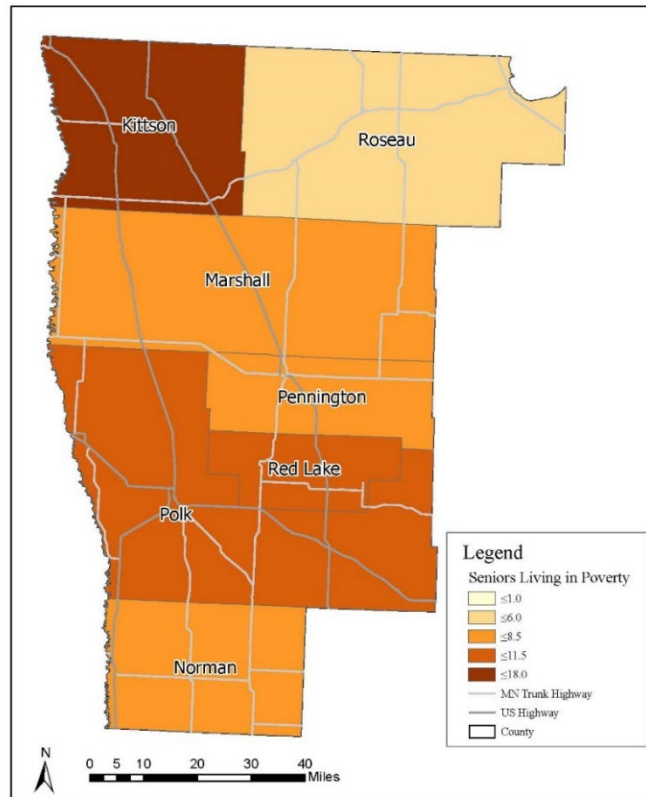 Kittson
Roseau
Marshall
Pennington
Red Lake
Polk
Norman
Legend
Seniors Living in Poverty
≤1.0
≤6.0
≤8.5
≤11.5
≤18.0
MN Trunk Highway
US Highway
County
N
0 5 10 20 30 40
Miles